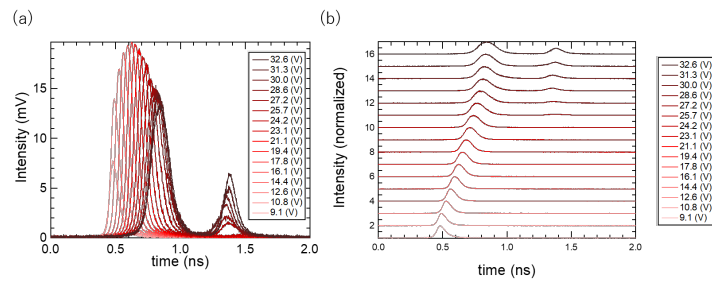 (a)
(b)
Intensity (mV)
15
10
5
0
0.0
0.5
1.0
1.5
2.0
time (ns)
32.6 (V)
31.3 (V)
30.0 (V)
28.6 (V)
27.2 (V)
25.7 (V)
24.2 (V)
23.1 (V)
21.1 (V)
19.4 (V)
17.8 (V)
16.1 (V)
14.4 (V)
12.6 (V)
10.8 (V)
9.1 (V)
Intensity (normalized)
16
14
12
10
8
6
4
2
0.0
0.5
1.0
1.5
2.0
time (ns)
32.6 (V)
31.3 (V)
30.0 (V)
28.6 (V)
27.2 (V)
25.7 (V)
24.2 (V)
23.1 (V)
21.1 (V)
19.4 (V)
17.8 (V)
16.1 (V)
14.4 (V)
12.6 (V)
10.8 (V)
9.1 (V)